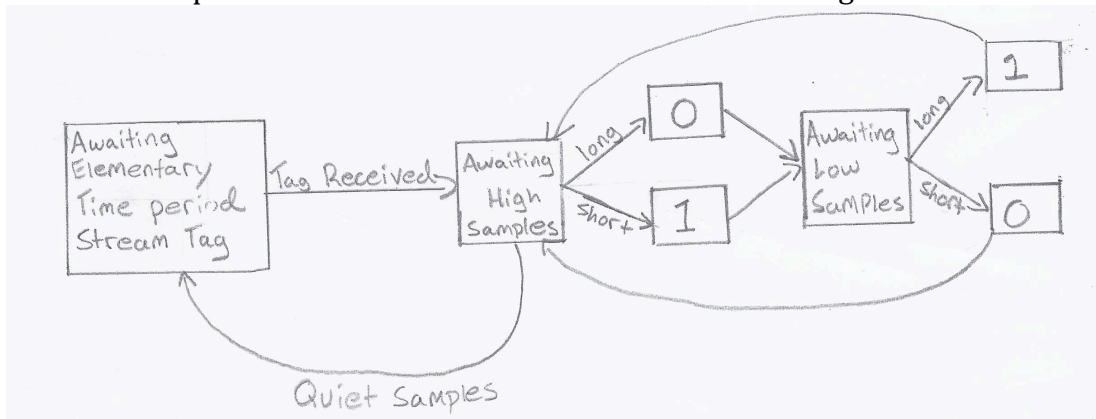 Awaiting
Elementary
Time period
Stream Tag
Tag Received
Awaiting
High
Samples
long
short
0
1
Awaiting
Low
Samples
long
short
1
0
Quiet Samples